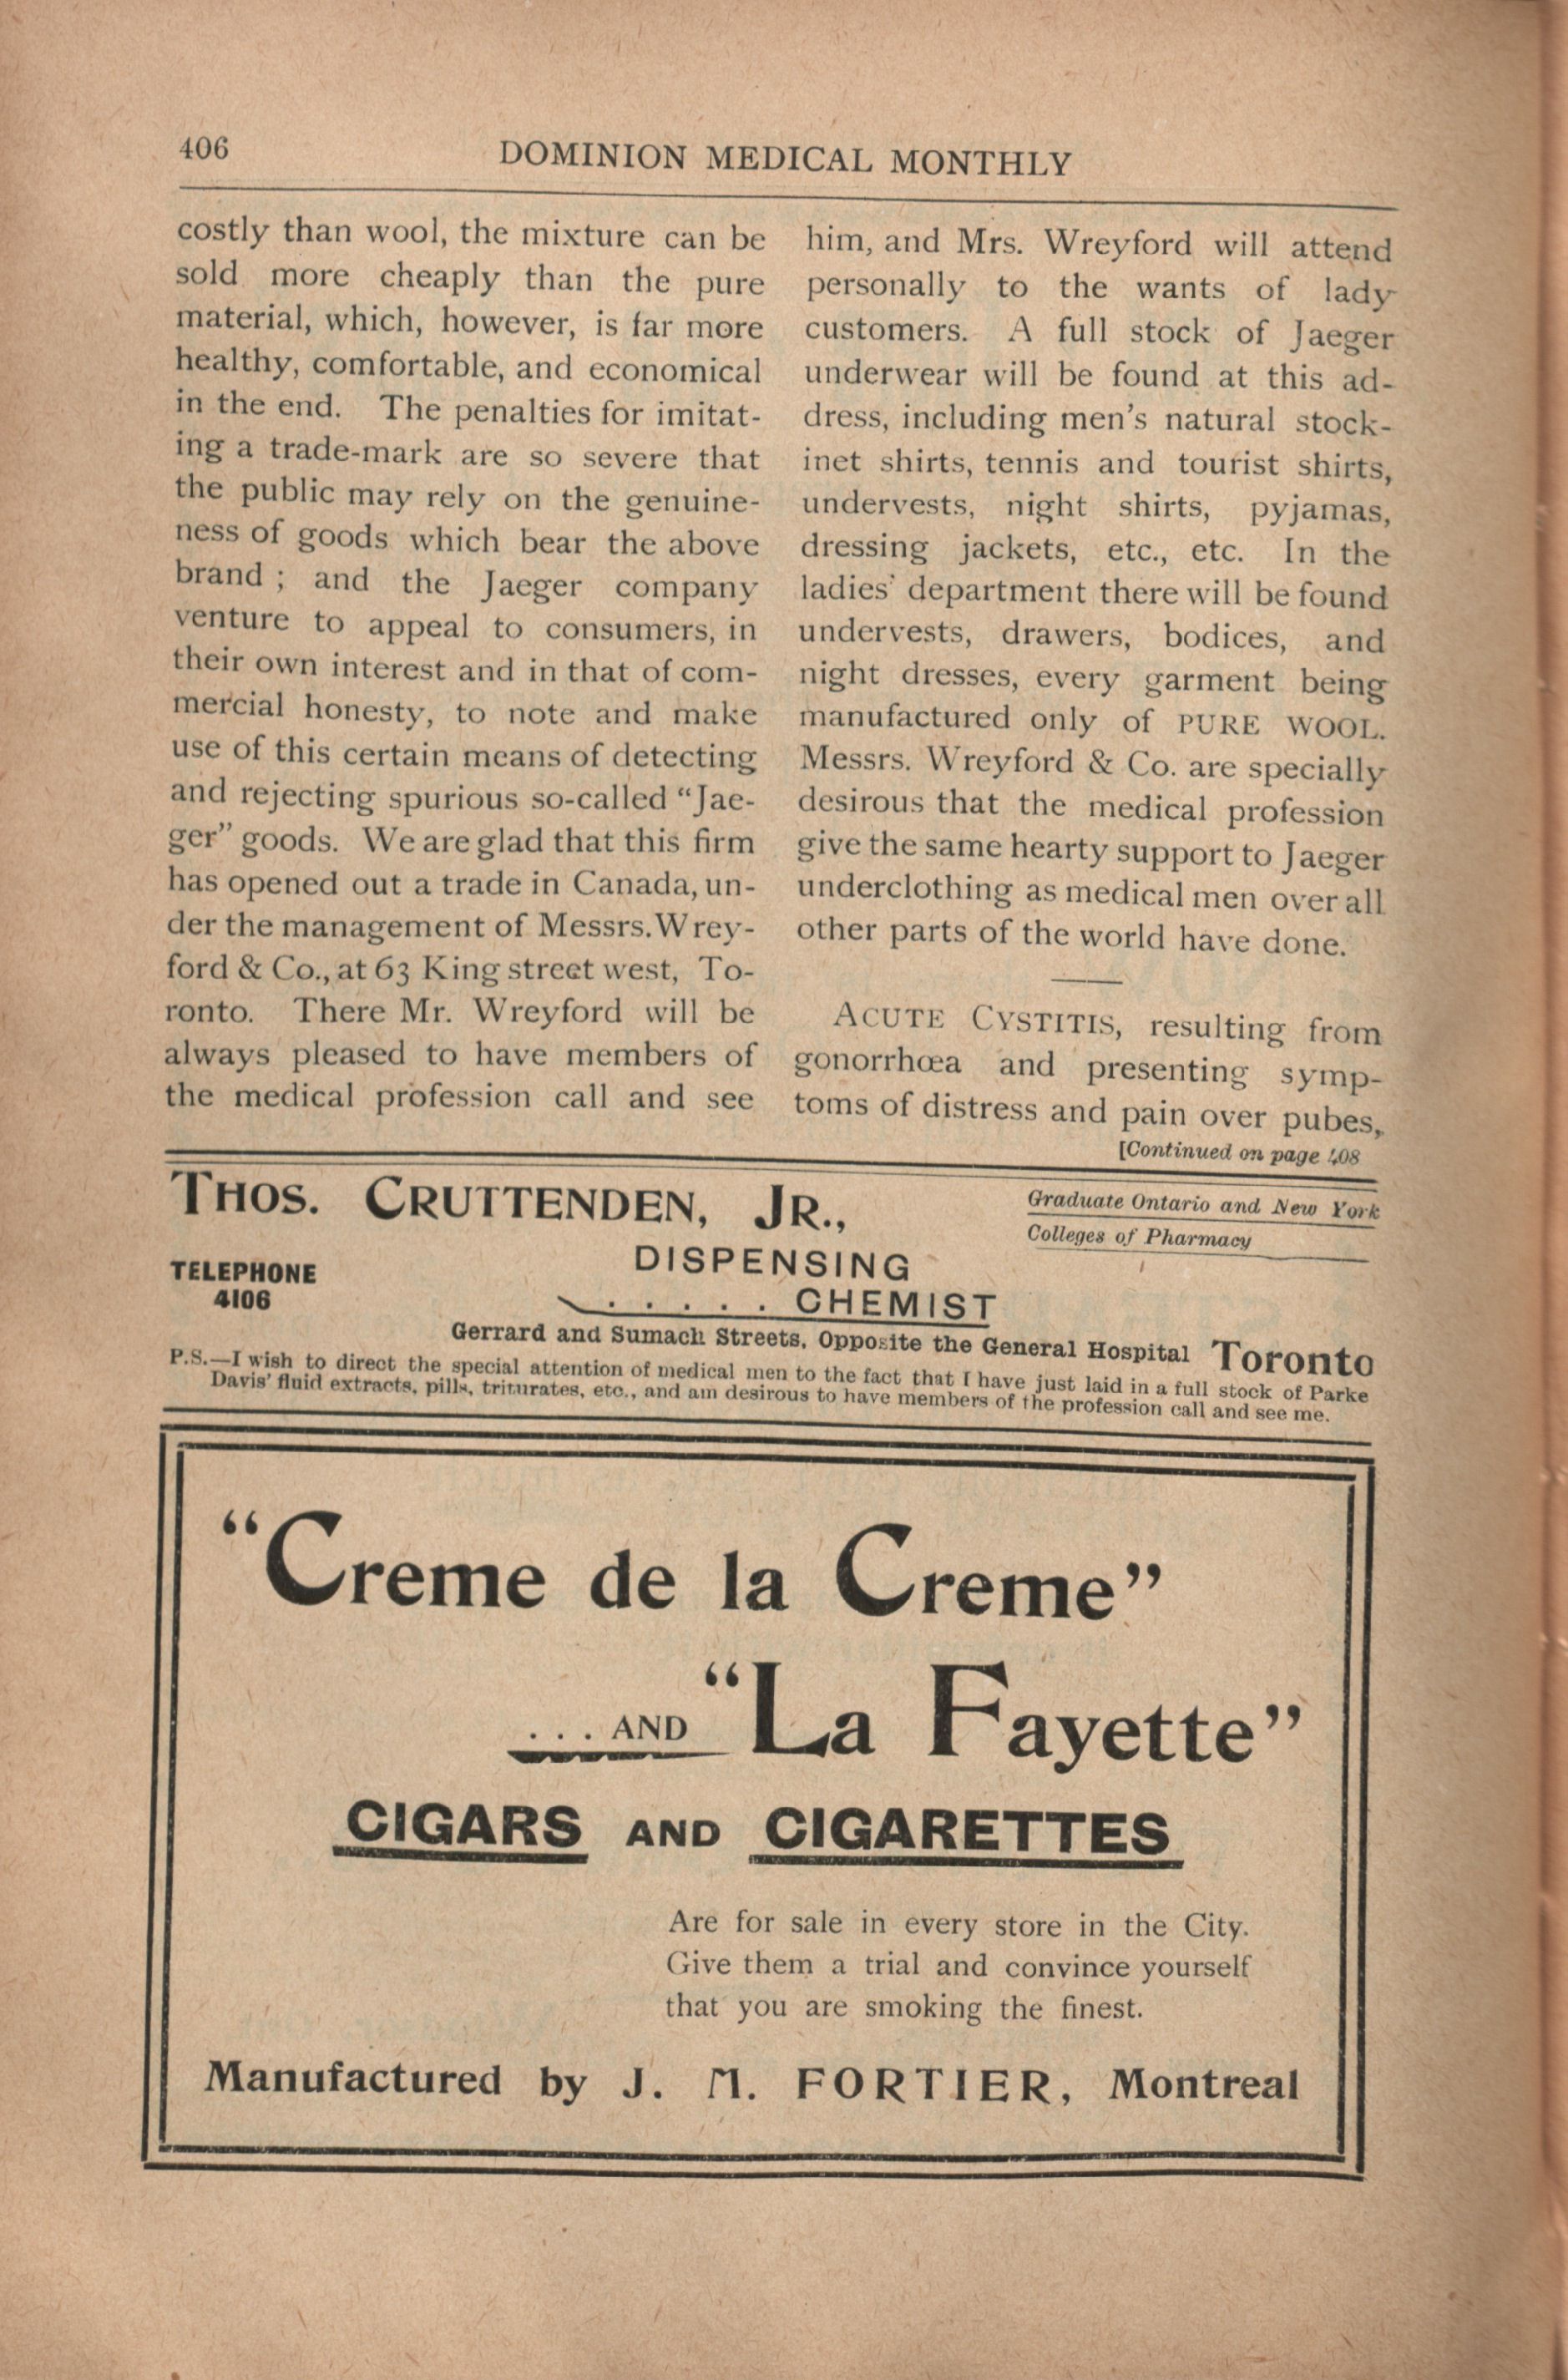 406
DOMINION MEDICAL MONTHLY
costly than wool, the mixture can be
sold more cheaply than the pure
material, which, however, is far more
healthy, comfortable, and economical
in the end. The penalties for imitat-
ing a trade-mark are so severe that
the public may rely on the genuine-
ness of goods which bear the above
brand ; and the Jaeger company
venture to appeal to consumers, in
their own interest and in that of com-
mercial honesty, to note and make
use of this certain means of detecting
and rejecting spurious so-called "Jae-
ger" goods. We are glad that this firm
has opened out a trade in Canada, un-
der the management of Messrs. Wrey-
ford & Co., at 63 King street west, To-
ronto. There Mr. Wreyford will be
always pleased to have members of
the medical profession call and see
him, and Mrs. Wreyford will attend
personally to the wants of lady
customers. A full stock of Jaeger
underwear will be found at this ad-
dress, including men's natural stock-
inet shirts, tennis and tourist shirts,
undervests, night shirts, pyjamas,
dressing jackets, etc., etc. In the
ladies' department there will be found
undervests, drawers, bodices, and
night dresses, every garment being
manufactured only of PURE WOOL.
Messrs. Wreyford & Co. are specially
desirous that the medical profession
give the same hearty support to Jaeger
underclothing as medical men over all
other parts of the world have done.
ACUTE CYSTITIS, resulting from
gonorrhœa and presenting symp-
toms of distress and pain over pubes,
[Continued on page 408
THOS. CRUTTENDEN, JR.,
Graduate Ontario and New York
Colleges of Pharmacy
TELEPHONE
4106
DISPENSING
. . . . . CHEMIST
Gerrard and Sumach Streets, Opposite the General Hospital Toronto
P.S.—I wish to direct the special attention of medical men to the fact that I have just laid in a full stock of Parke
Davis' fluid extracts, pills, triturates, etc., and am desirous to have members of the profession call and see me.
"Creme de la Creme"
. . . AND "La Fayette"
CIGARS AND CIGARETTES
Are for sale in every store in the City.
Give them a trial and convince yourself
that you are smoking the finest.
Manufactured by J. M. FORTIER, Montreal